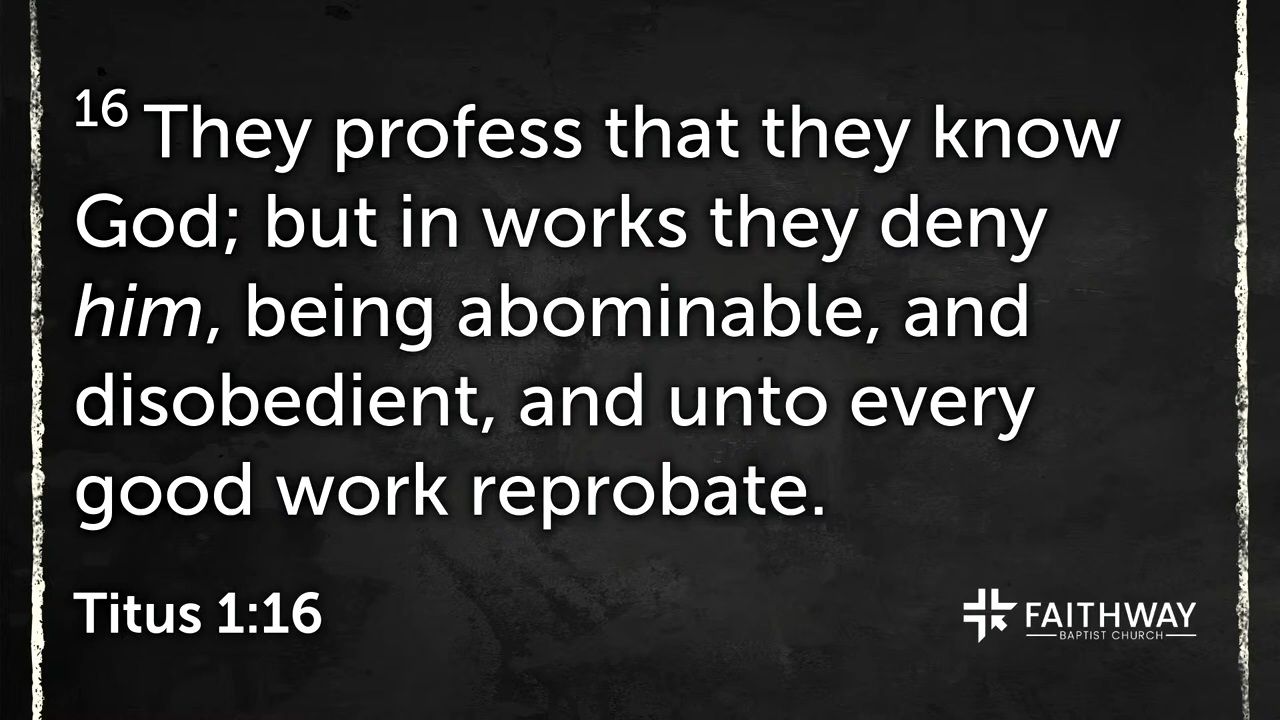 16 They profess that they know
God; but in works they deny
him, being abominable, and
disobedient, and unto every
good work reprobate.
Titus 1:16
FAITHWAY
BAPTIST CHURCH